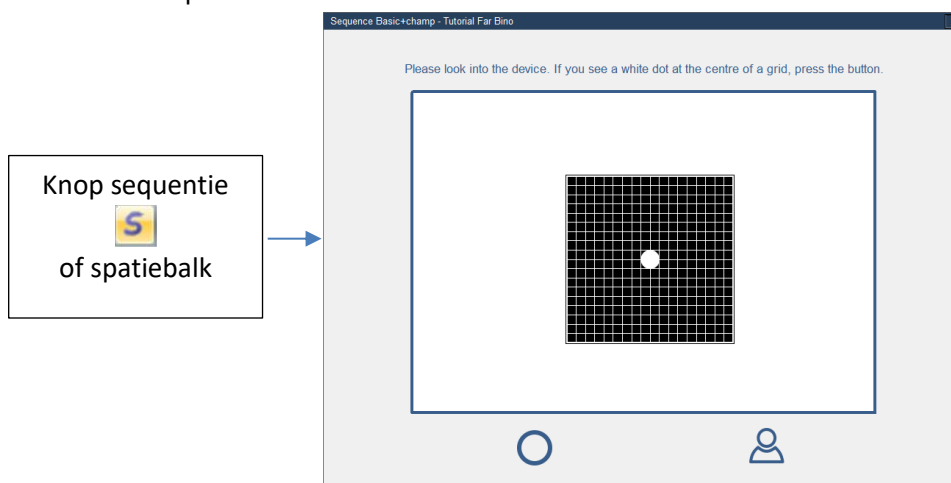 Sequence Basic+champ - Tutorial Far Bino
Please look into the device. If you see a white dot at the centre of a grid, press the button.
Knop sequentie
S
of spatiebalk